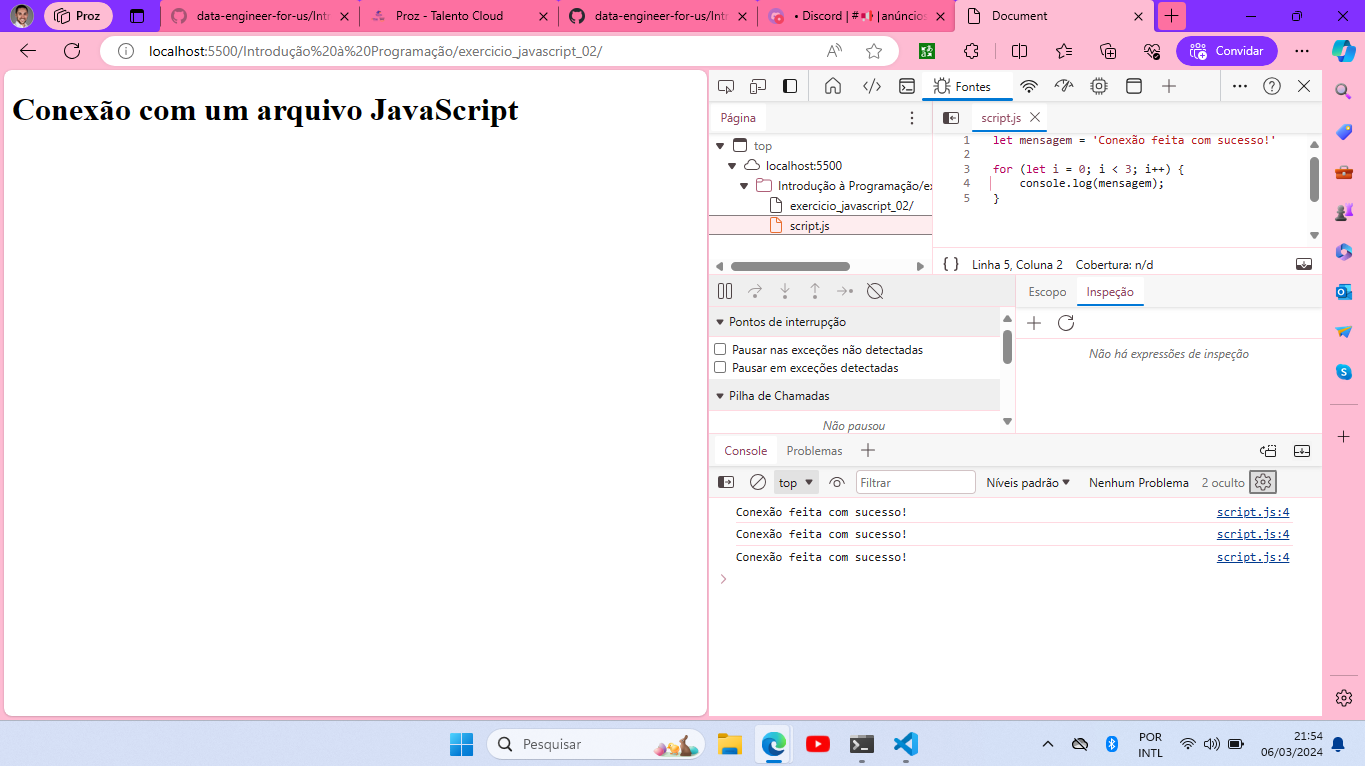 Proz
data-engineer-for-us/Intr
Proz - Talento Cloud
data-engineer-for-us/Intr
• Discord | # |anúncios
Document
localhost:5500/Introdução%20à%20Programação/exercicio_javascript_02/
Convidar
Conexão com um arquivo JavaScript
Fontes
Página
script.js
top
localhost:5500
Introdução à Programação/ex
exercicio_javascript_02/
script.js
1 let mensagem = 'Conexão feita com sucesso!'
2
3 for (let i = 0; i < 3; i++) {
4 console.log(mensagem);
5 }
{ } Linha 5, Coluna 2 Cobertura: n/d
Escopo Inspeção
Pontos de interrupção
Pausar nas exceções não detectadas
Pausar em exceções detectadas
Não há expressões de inspeção
Pilha de Chamadas
Não pausou
Console Problemas
top Filtrar Níveis padrão Nenhum Problema 2 oculto
Conexão feita com sucesso! script.js:4
Conexão feita com sucesso! script.js:4
Conexão feita com sucesso! script.js:4
Pesquisar
POR
INTL
21:54
06/03/2024